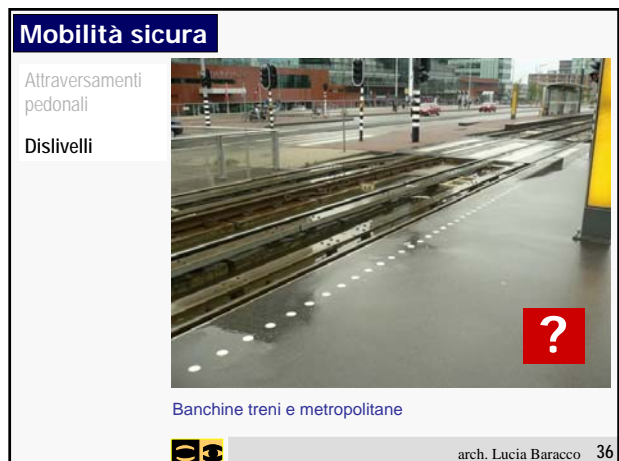 Mobilità sicura
Attraversamenti
pedonali
Dislivelli
?
Banchine treni e metropolitane
arch. Lucia Baracco 36